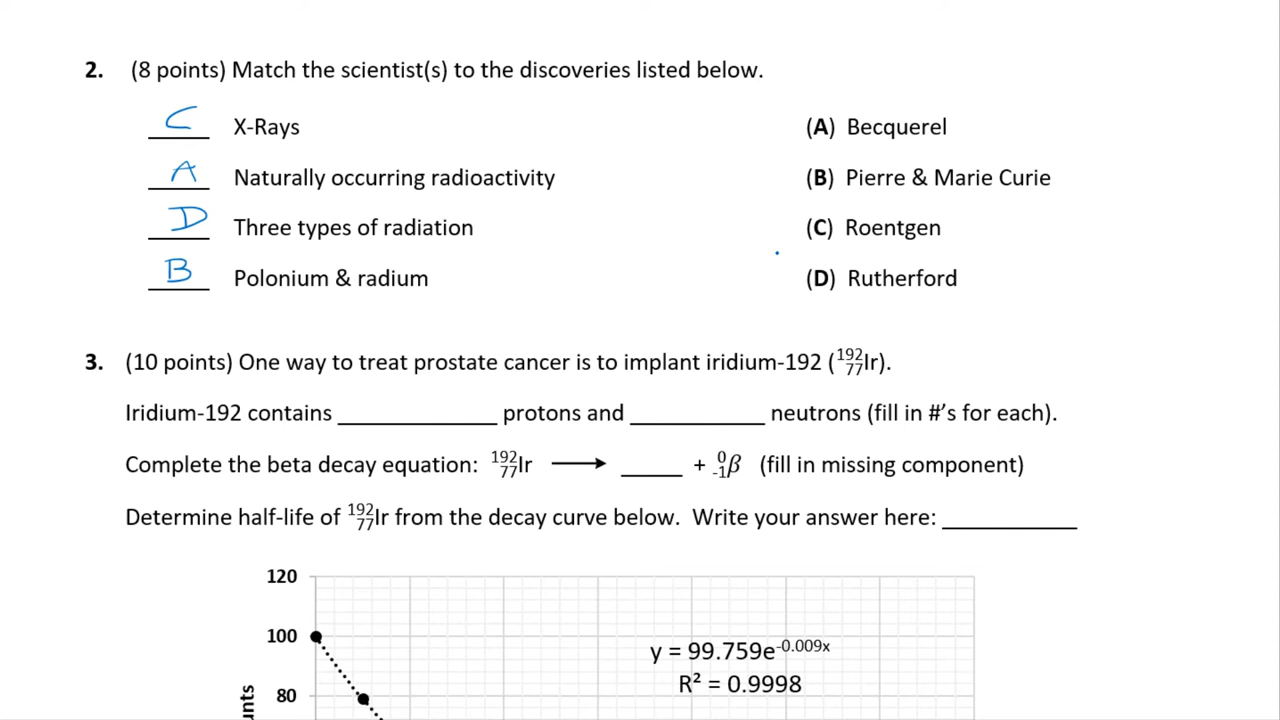 2. (8 points) Match the scientist(s) to the discoveries listed below.
C X-Rays (A) Becquerel
A Naturally occurring radioactivity (B) Pierre & Marie Curie
D Three types of radiation (C) Roentgen
B Polonium & radium (D) Rutherford
3. (10 points) One way to treat prostate cancer is to implant iridium-192 (¹⁹²₇₇Ir).
Iridium-192 contains ____________ protons and ____________ neutrons (fill in #’s for each).
Complete the beta decay equation: ¹⁹²₇₇Ir ⟶ _____ + ⁰₋₁β (fill in missing component)
Determine half-life of ¹⁹²₇₇Ir from the decay curve below. Write your answer here: ___________
120
100
y = 99.759e⁻⁰·⁰⁰⁹ˣ
R² = 0.9998
80